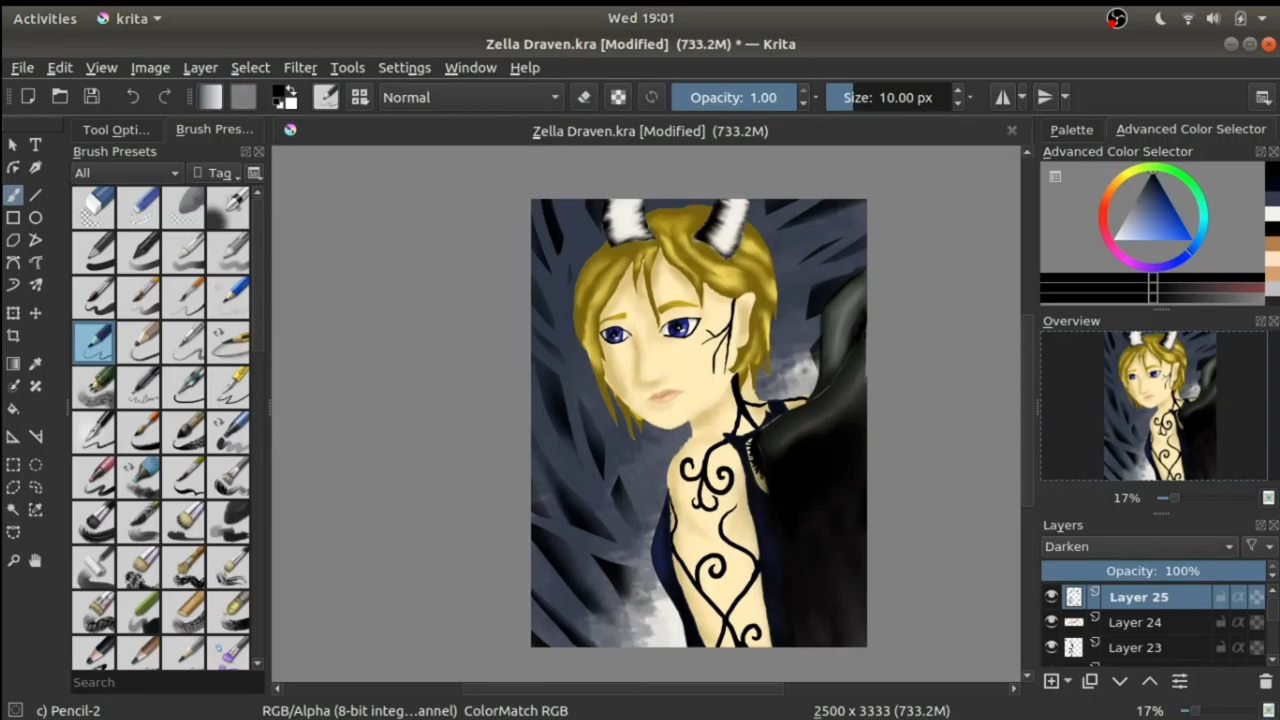 Activities krita Wed 19:01
Zella Draven.kra [Modified] (733.2M) * — Krita
File Edit View Image Layer Select Filter Tools Settings Window Help
Normal Opacity: 1.00 Size: 10.00 px
Tool Opti... Brush Pres... Zella Draven.kra [Modified] (733.2M) Palette Advanced Color Selector
Brush Presets Advanced Color Selector
All Tag
Overview
17%
Layers
Darken
Opacity: 100%
Layer 25
Layer 24
Layer 23
Search
c) Pencil-2 RGB/Alpha (8-bit integ...annel) ColorMatch RGB 2500 x 3333 (733.2M) 17%